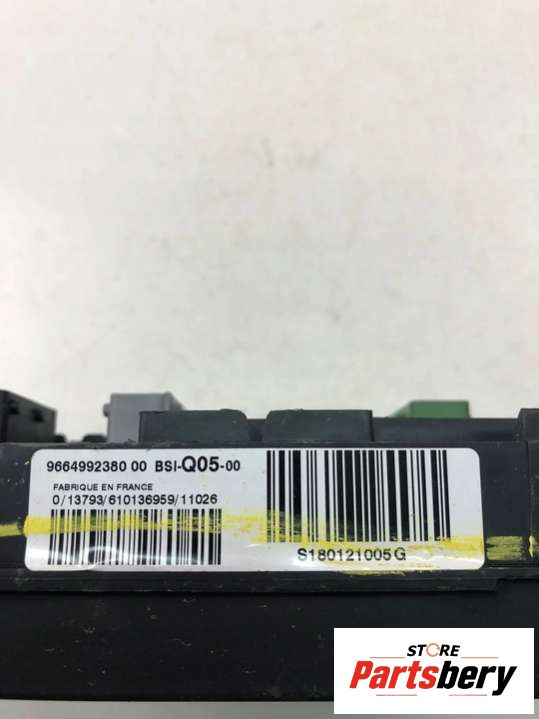 9664992380 00 BSI-Q05-00
FABRIQUE EN FRANCE
0/13793/610136959/11026
S180121005G
STORE
Partsbery